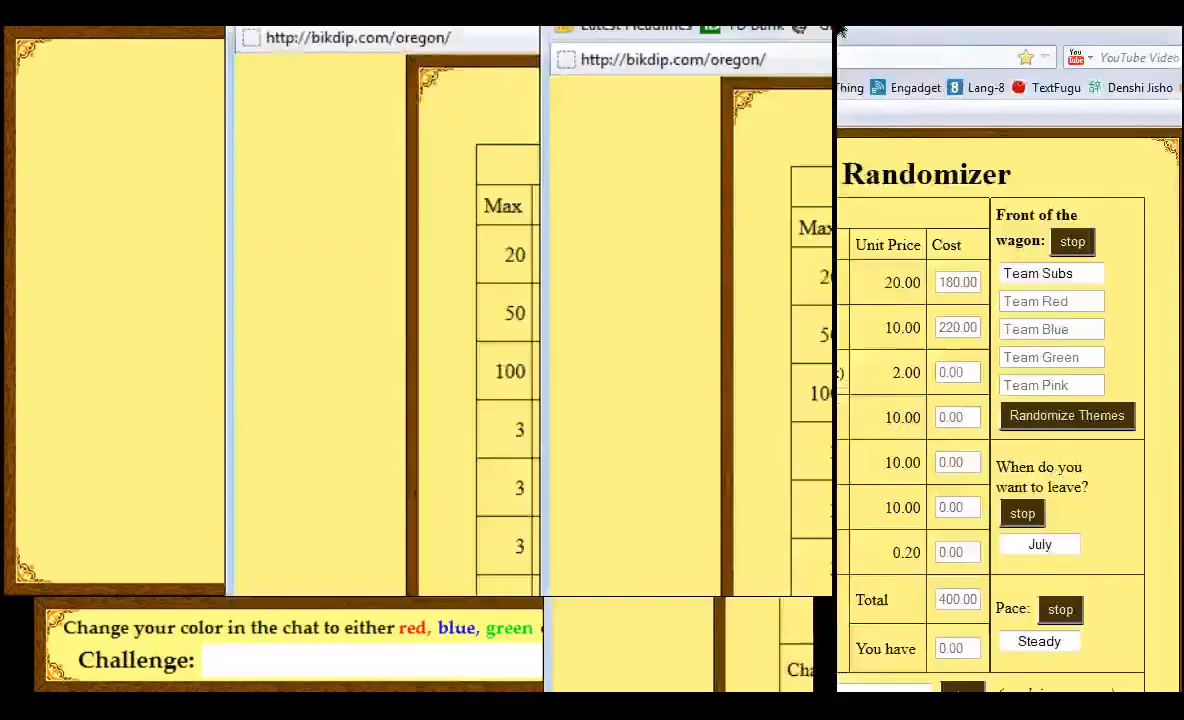 http://bikdip.com/oregon/
Max
20
50
100
3
3
3
http://bikdip.com/oregon/
YouTube Video
Engadget
Lang-8
TextFugu
Denshi Jisho
Randomizer
Unit Price Cost
20.00 180.00
10.00 220.00
2.00 0.00
10.00 0.00
10.00 0.00
10.00 0.00
0.20 0.00
Total 400.00
You have 0.00
Front of the
wagon: stop
Team Subs
Team Red
Team Blue
Team Green
Team Pink
Randomize Themes
When do you
want to leave?
stop
July
Pace: stop
Steady
Change your color in the chat to either red, blue, green
Challenge: